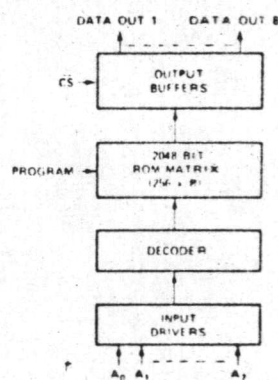 DATA OUT 1 DATA OUT 8
CS
OUTPUT
BUFFERS
PROGRAM
2048 BIT
ROM MATRIX
(256 x 8)
DECODER
INPUT
DRIVERS
A0 A1 A7